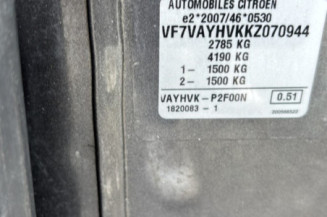 AUTOMOBILES CITROEN
e2*2007/46*0530
VF7VAYHVKKZ070944
2785 KG
4190 KG
1- 1500 KG
2- 1500 KG
VAYHVK-P2F00N 0.51
1820083 - 1